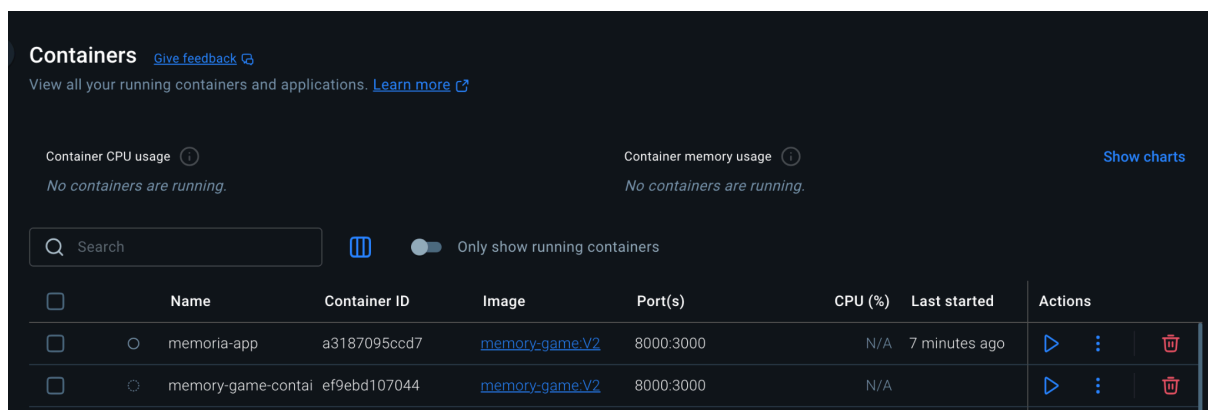 Containers Give feedback
View all your running containers and applications. Learn more
Container CPU usage
No containers are running.
Container memory usage
No containers are running.
Show charts
Search
Only show running containers
Name Container ID Image Port(s) CPU (%) Last started Actions
memoria-app a3187095ccd7 memory-game:V2 8000:3000 N/A 7 minutes ago
memory-game-contai ef9ebd107044 memory-game:V2 8000:3000 N/A